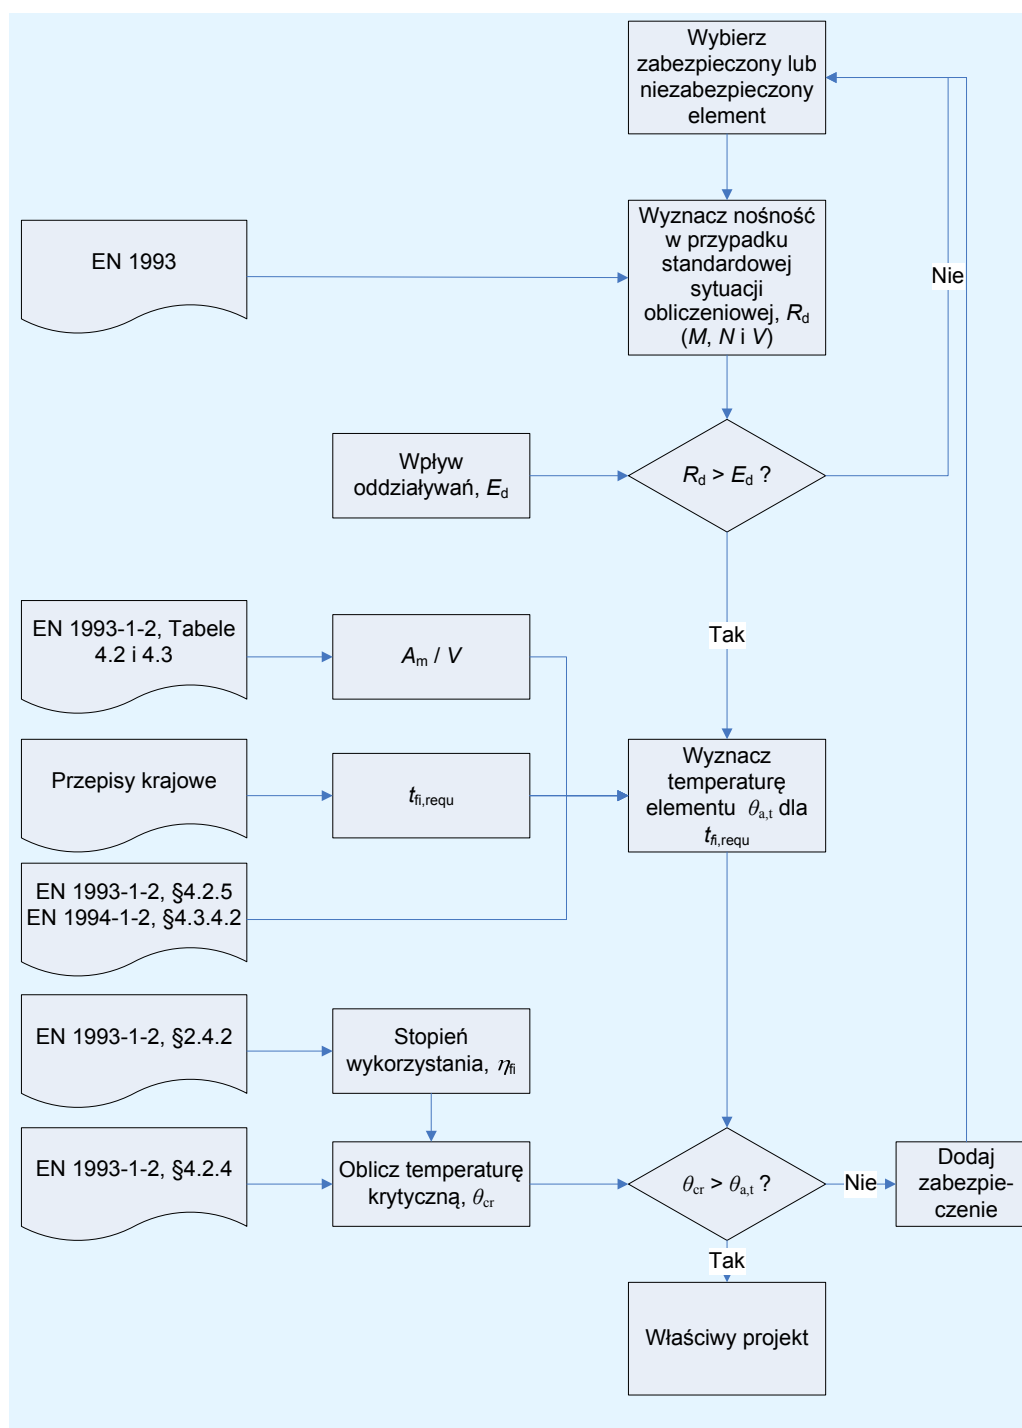 Wybierz
zabezpieczony lub
niezabezpieczony
element
Wyznacz nośność
w przypadku
standardowej
sytuacji
obliczeniowej, Rd
(M, N i V)
EN 1993
Nie
Wpływ
oddziaływań, Ed
Rd > Ed ?
Tak
EN 1993-1-2, Tabele
4.2 i 4.3
Am / V
Przepisy krajowe
tfi,requ
Wyznacz
temperaturę
elementu θa,t dla
tfi,requ
EN 1993-1-2, §4.2.5
EN 1994-1-2, §4.3.4.2
EN 1993-1-2, §2.4.2
Stopień
wykorzystania, ηfi
EN 1993-1-2, §4.2.4
Oblicz temperaturę
krytyczną, θcr
θcr > θa,t ?
Nie
Dodaj
zabezpie-
czenie
Tak
Właściwy projekt